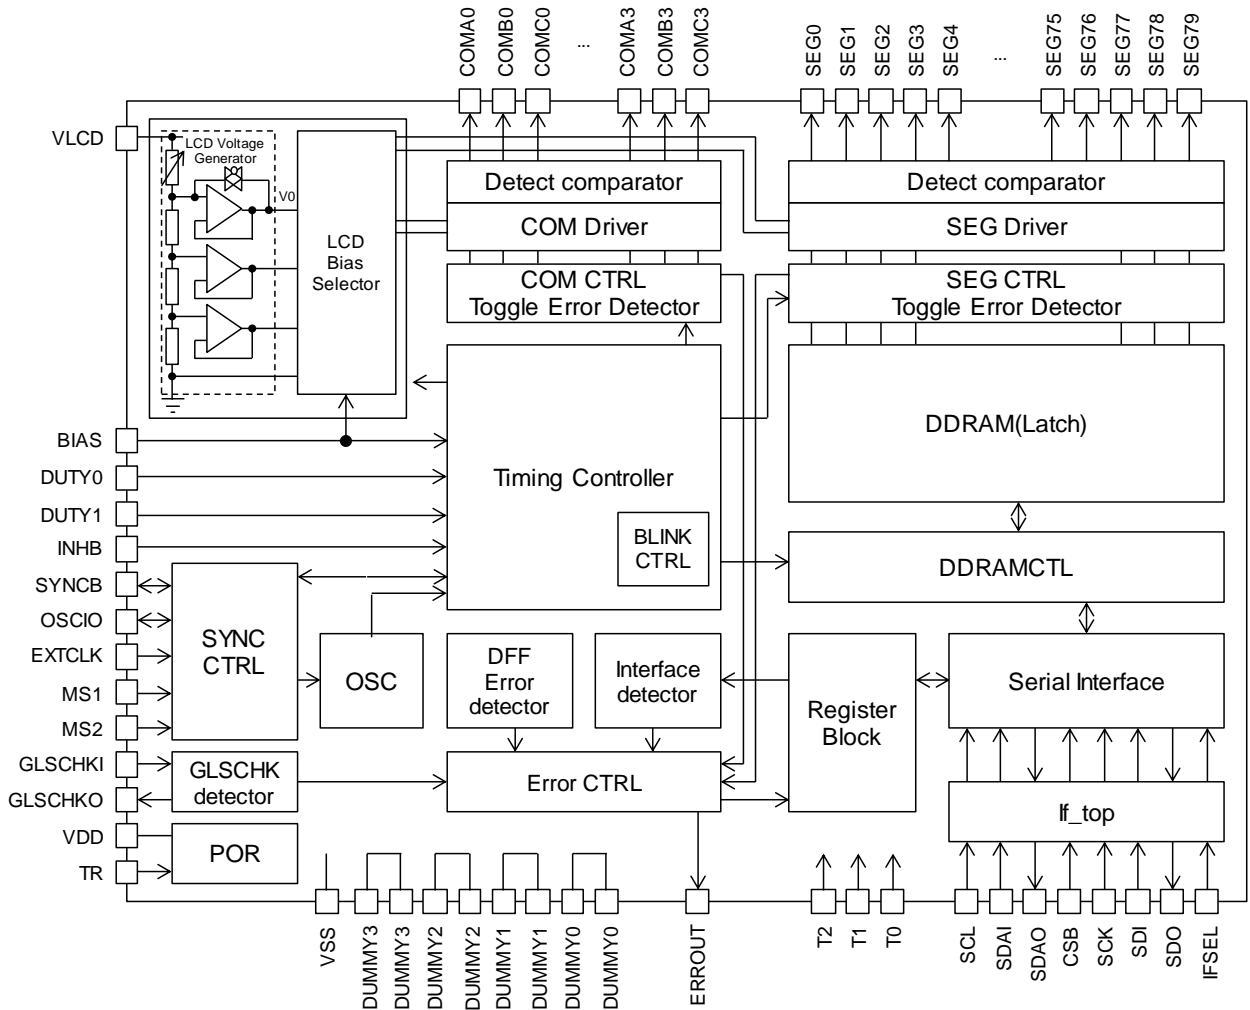 COMA0
COMB0
COMC0
...
COMA3
COMB3
COMC3
SEG0
SEG1
SEG2
SEG3
SEG4
...
SEG75
SEG76
SEG77
SEG78
SEG79
VLCD
LCD Voltage
Generator
V0
LCD
Bias
Selector
Detect comparator
COM Driver
COM CTRL
Toggle Error Detector
Detect comparator
SEG Driver
SEG CTRL
Toggle Error Detector
BIAS
DUTY0
DUTY1
INHB
SYNCB
OSCIO
EXTCLK
MS1
MS2
GLSCHKI
GLSCHKO
VDD
TR
Timing Controller
BLINK
CTRL
DDRAM(Latch)
DDRAMCTL
SYNC
CTRL
OSC
DFF
Error
detector
Interface
detector
Register
Block
Serial Interface
GLSCHK
detector
Error CTRL
If_top
POR
VSS
DUMMY3
DUMMY3
DUMMY2
DUMMY2
DUMMY1
DUMMY1
DUMMY0
DUMMY0
ERROUT
T2
T1
T0
SCL
SDAI
SDAO
CSB
SCK
SDI
SDO
IFSEL